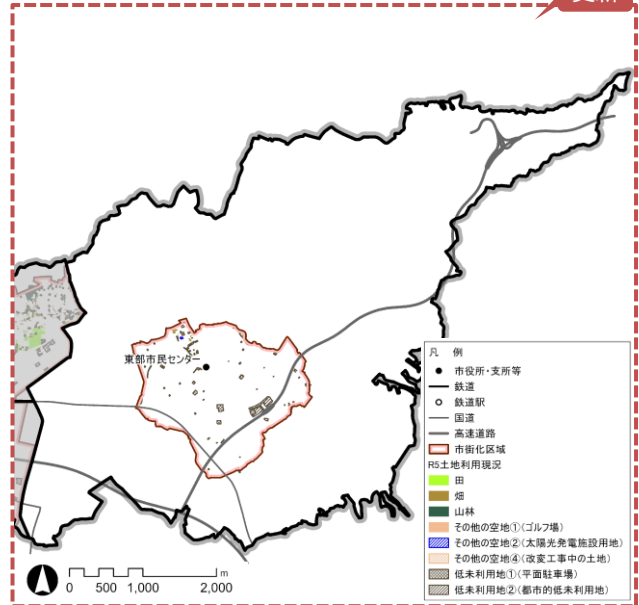 東部市民センター
凡 例
市役所・支所等
鉄道
鉄道駅
国道
高速道路
市街化区域
R5土地利用現況
田
畑
山林
その他の空地①(ゴルフ場)
その他の空地②(太陽光発電施設用地)
その他の空地④(改変工事中の土地)
低未利用地①(平面駐車場)
低未利用地②(都市的低未利用地)
m
0 500 1,000 2,000